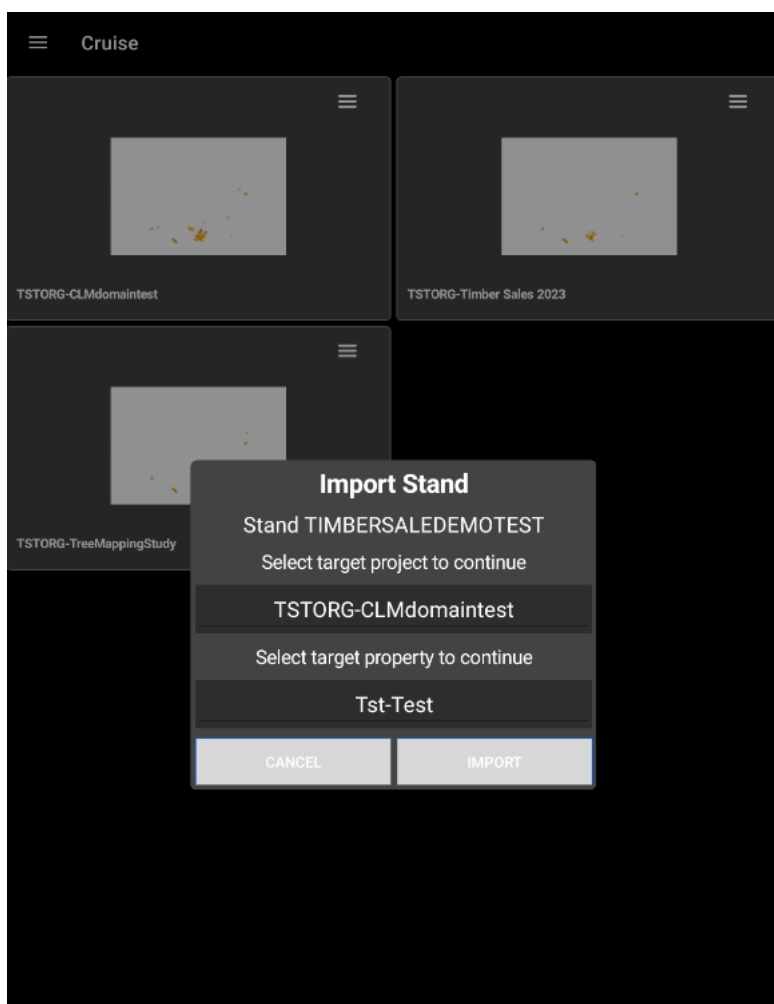 Cruise
TSTORG-CLMdomaintest
TSTORG-Timber Sales 2023
TSTORG-TreeMappingStudy
Import Stand
Stand TIMBERSALEDEMOTEST
Select target project to continue
TSTORG-CLMdomaintest
Select target property to continue
Tst-Test
CANCEL
IMPORT